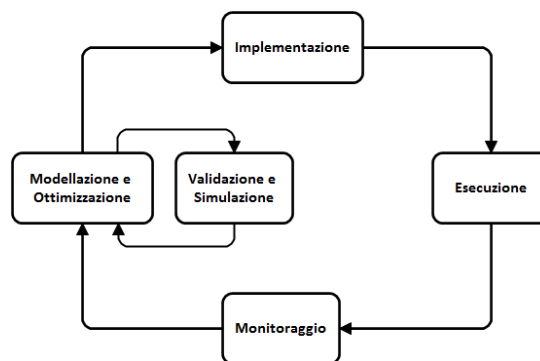 Implementazione
Modellazione e
Ottimizzazione
Validazione e
Simulazione
Esecuzione
Monitoraggio